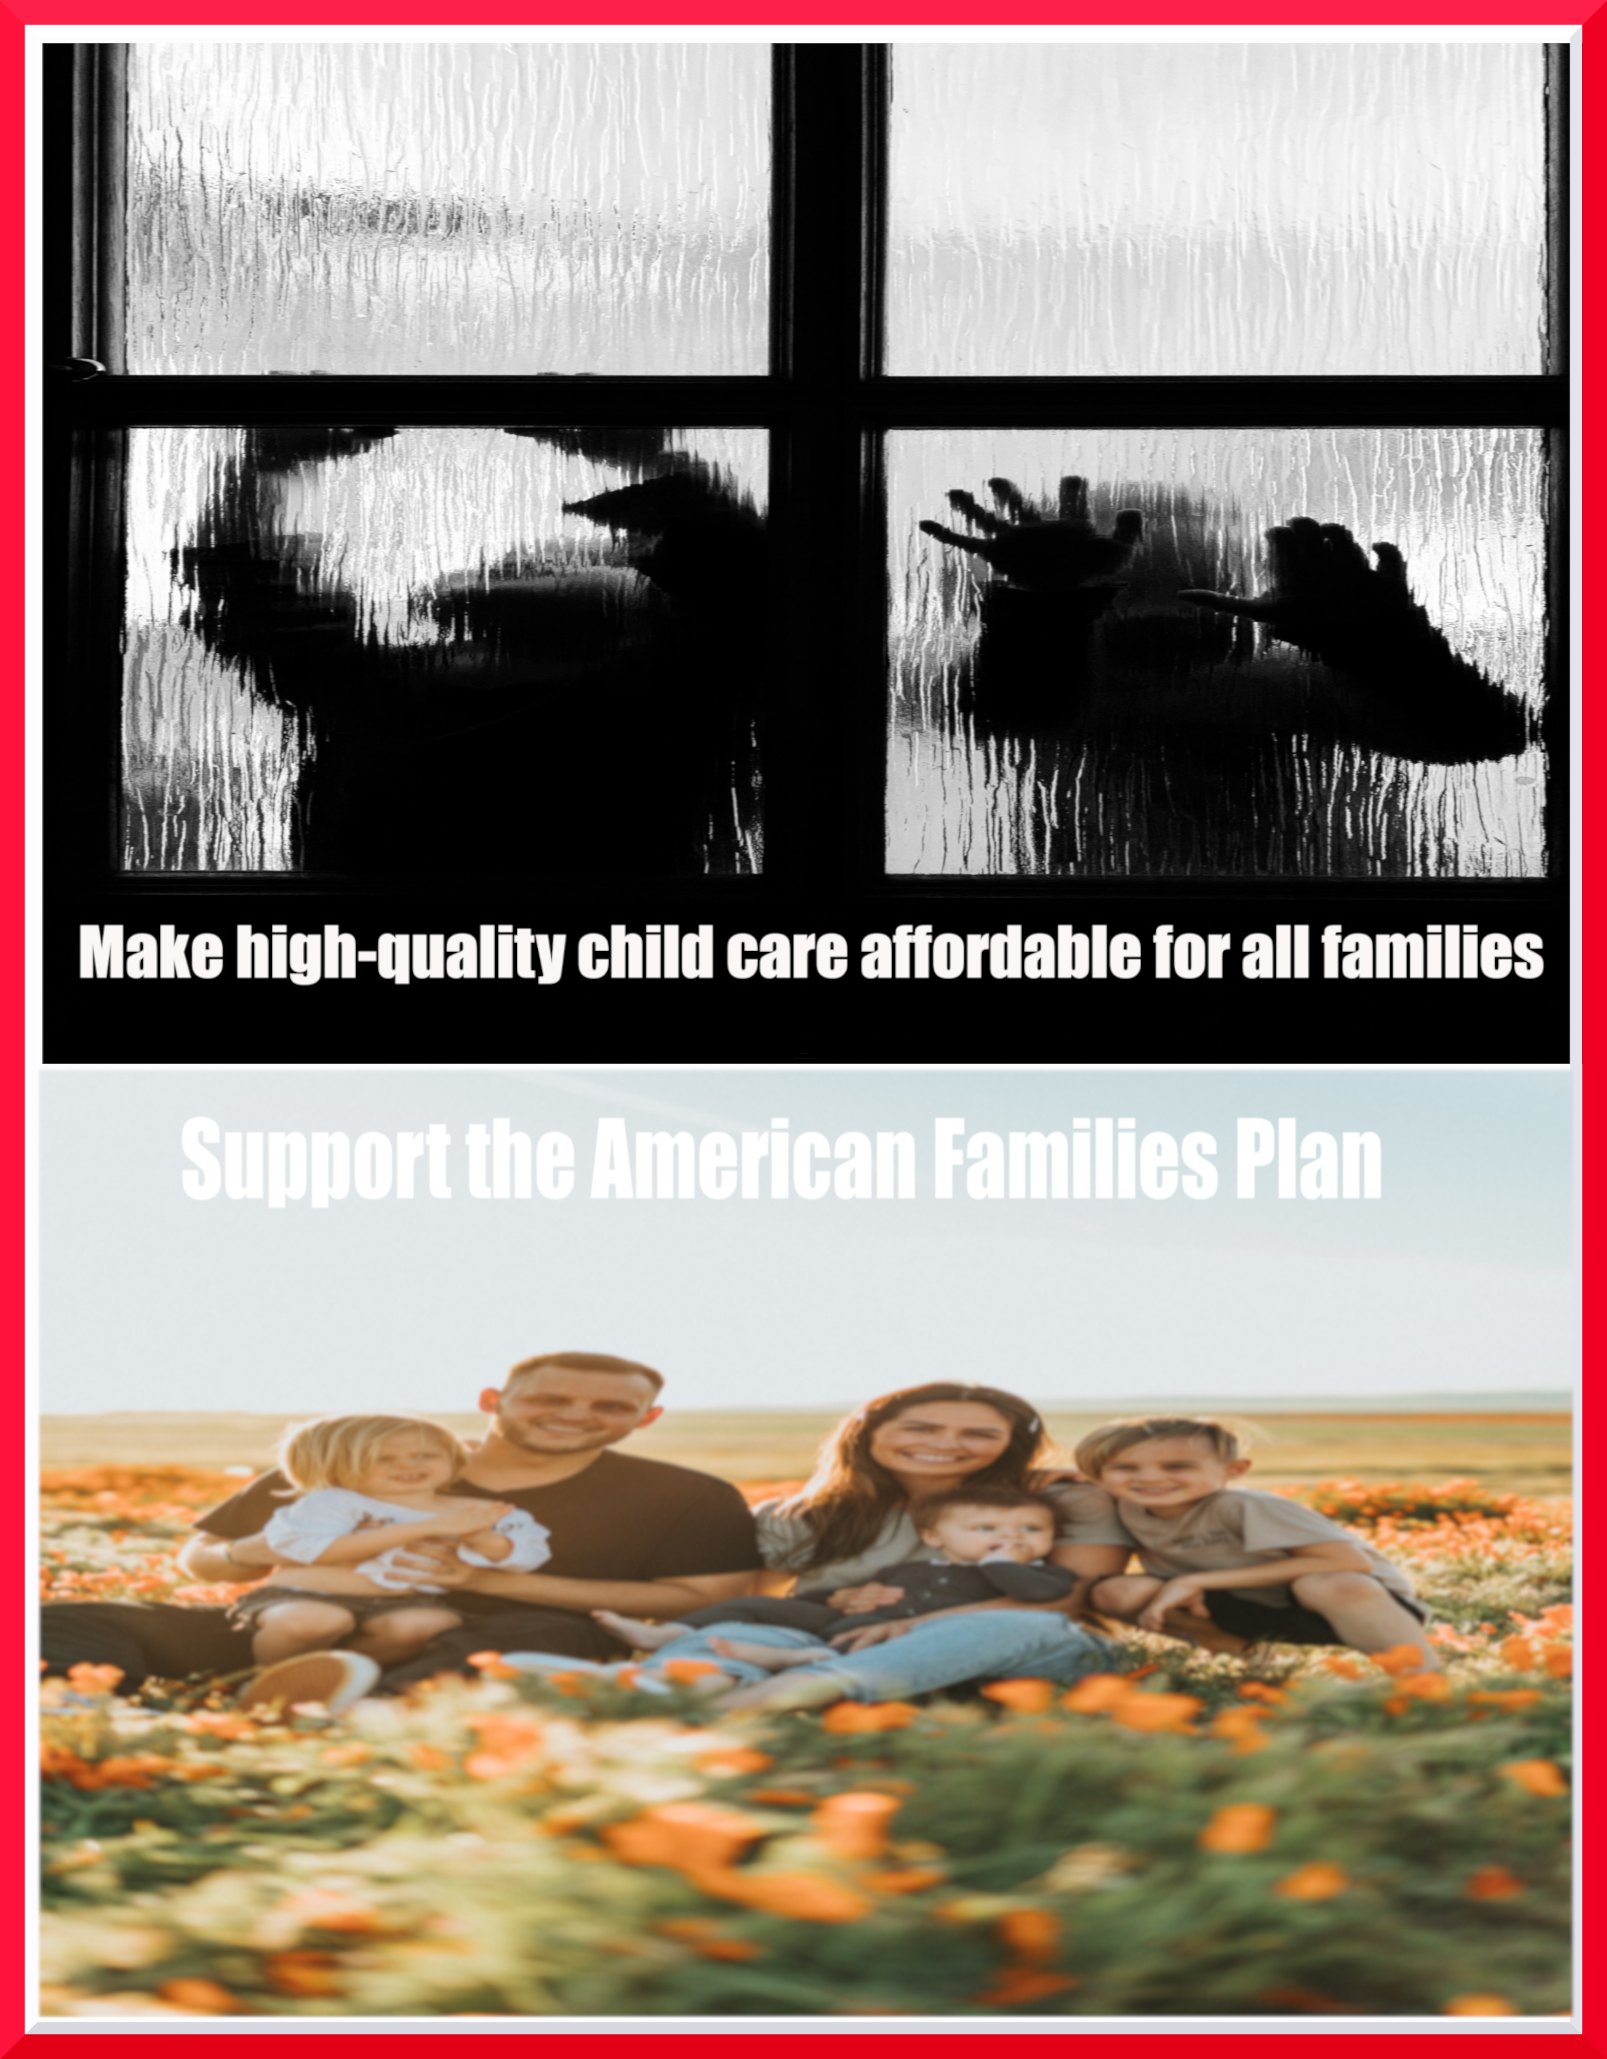 Make high-quality child care affordable for all families
Support the American Families Plan